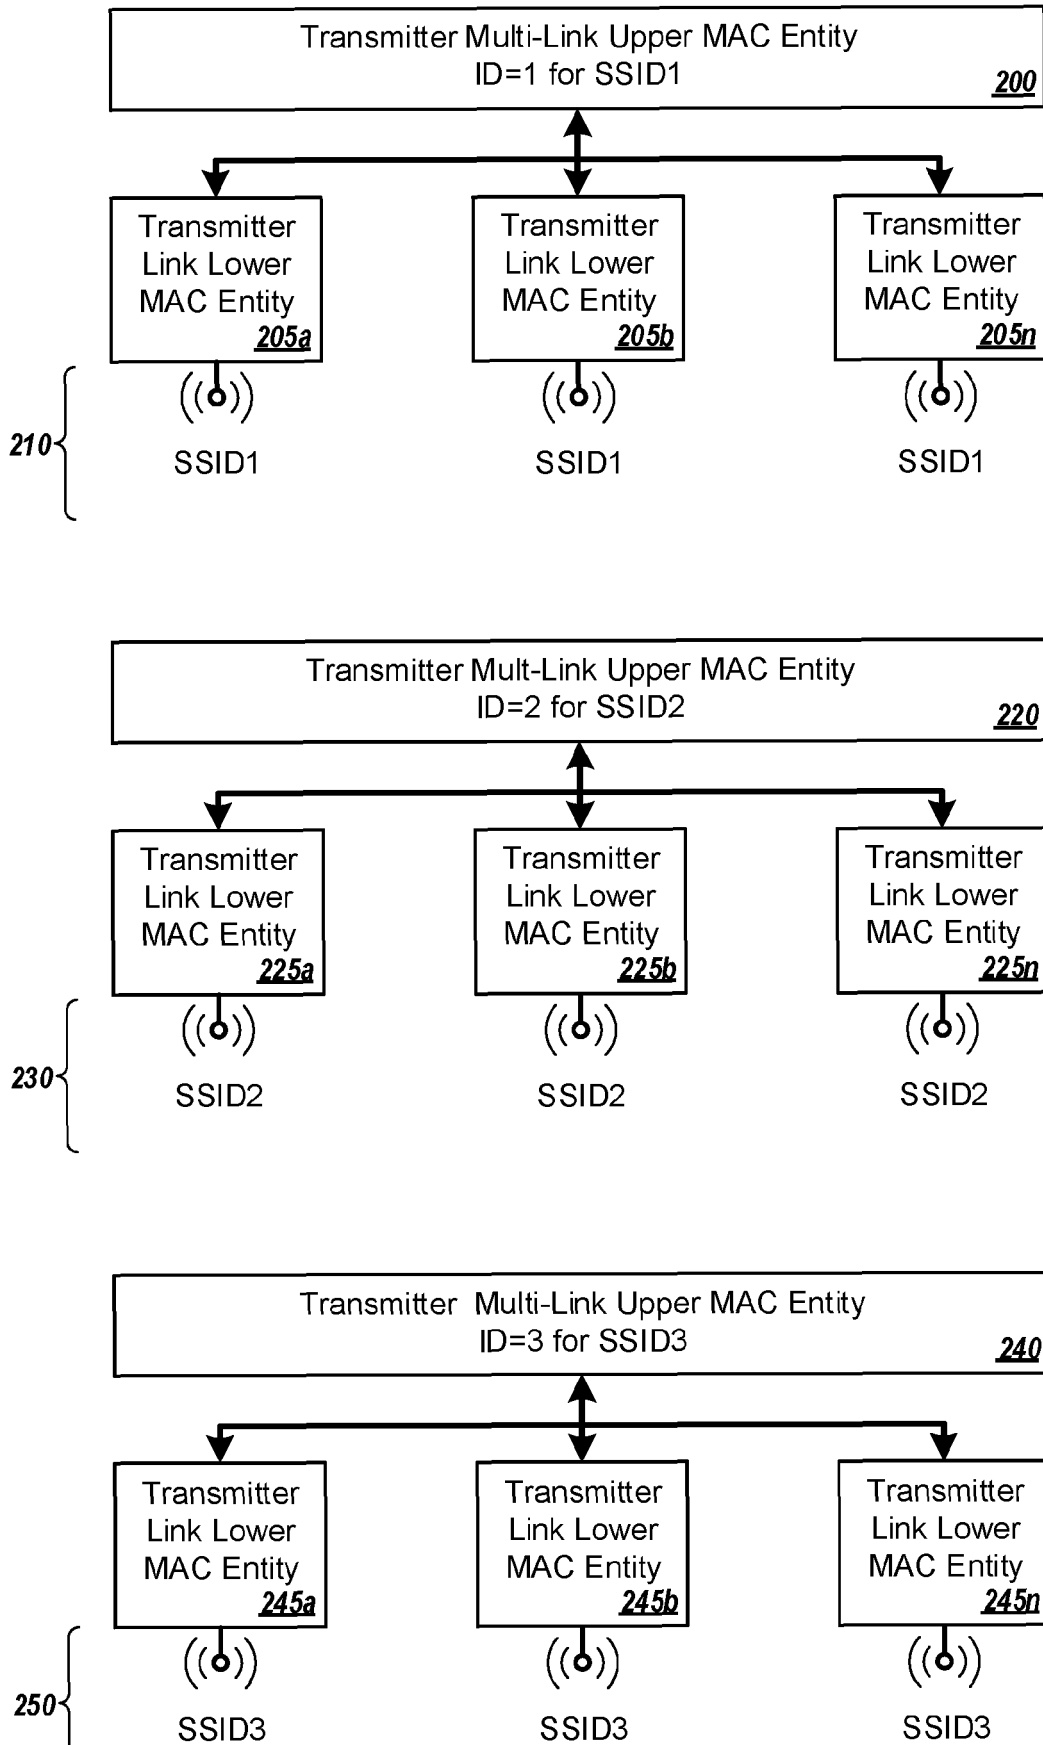 Transmitter Multi-Link Upper MAC Entity
ID=1 for SSID1
200
Transmitter
Link Lower
MAC Entity
205a
Transmitter
Link Lower
MAC Entity
205b
Transmitter
Link Lower
MAC Entity
205n
210
SSID1
SSID1
SSID1
Transmitter Mult-Link Upper MAC Entity
ID=2 for SSID2
220
Transmitter
Link Lower
MAC Entity
225a
Transmitter
Link Lower
MAC Entity
225b
Transmitter
Link Lower
MAC Entity
225n
230
SSID2
SSID2
SSID2
Transmitter Multi-Link Upper MAC Entity
ID=3 for SSID3
240
Transmitter
Link Lower
MAC Entity
245a
Transmitter
Link Lower
MAC Entity
245b
Transmitter
Link Lower
MAC Entity
245n
250
SSID3
SSID3
SSID3